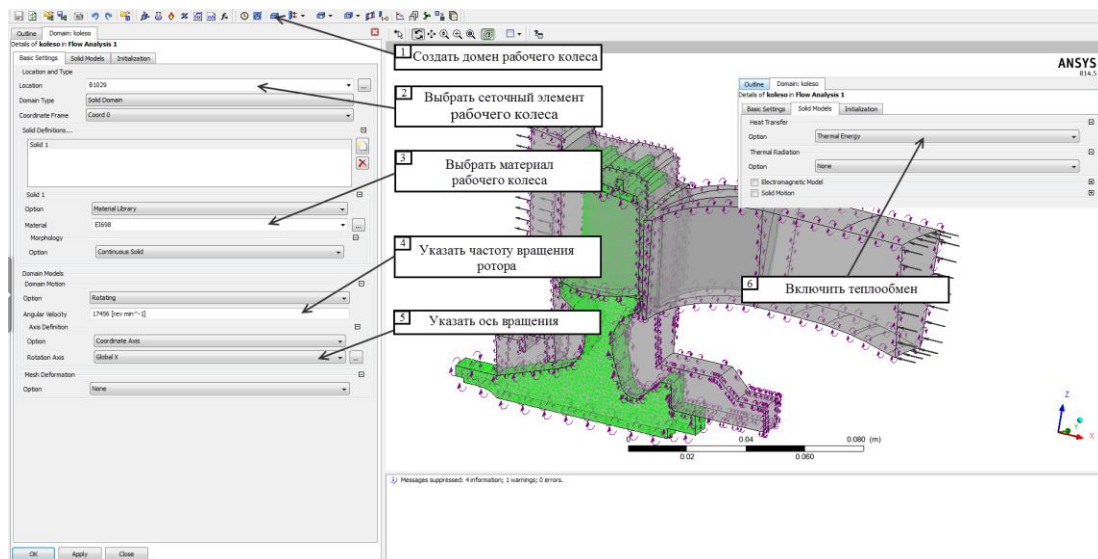 Outline
Domain: koleso
Details of koleso in Flow Analysis 1
Basic Settings
Solid Models
Initialization
Location and Type
Location
B1029
...
Domain Type
Solid Domain
Coordinate Frame
Coord 0
Solid Definitions...
Solid 1
Solid 1
Option
Material Library
Material
EI698
...
Morphology
Option
Continuous Solid
Domain Models
Domain Motion
Option
Rotating
Angular Velocity
17456 [rev min^-1]
Axis Definition
Option
Coordinate Axis
Rotation Axis
Global X
...
Mesh Deformation
Option
None
OK
Apply
Close
1
Создать домен рабочего колеса
2
Выбрать сеточный элемент
рабочего колеса
3
Выбрать материал
рабочего колеса
4
Указать частоту вращения
ротора
5
Указать ось вращения
ANSYS
R14.5
Outline
Domain: koleso
Details of koleso in Flow Analysis 1
Basic Settings
Solid Models
Initialization
Heat Transfer
Option
Thermal Energy
Thermal Radiation
Option
None
Electromagnetic Model
Solid Motion
6
Включить теплообмен
0
0.04
0.080 (m)
0.02
0.060
Z
Y
X
Messages suppressed: 4 information; 1 warnings; 0 errors.